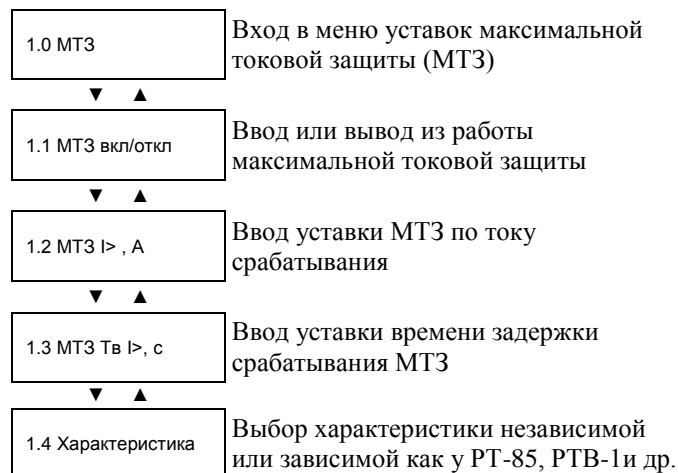 1.0 МТЗ
Вход в меню уставок максимальной
токовой защиты (МТЗ)
▼ ▲
1.1 МТЗ вкл/откл
Ввод или вывод из работы
максимальной токовой защиты
▼ ▲
1.2 МТЗ I> , А
Ввод уставки МТЗ по току
срабатывания
▼ ▲
1.3 МТЗ Тв I>, с
Ввод уставки времени задержки
срабатывания МТЗ
▼ ▲
1.4 Характеристика
Выбор характеристики независимой
или зависимой как у РТ-85, РТВ-1и др.